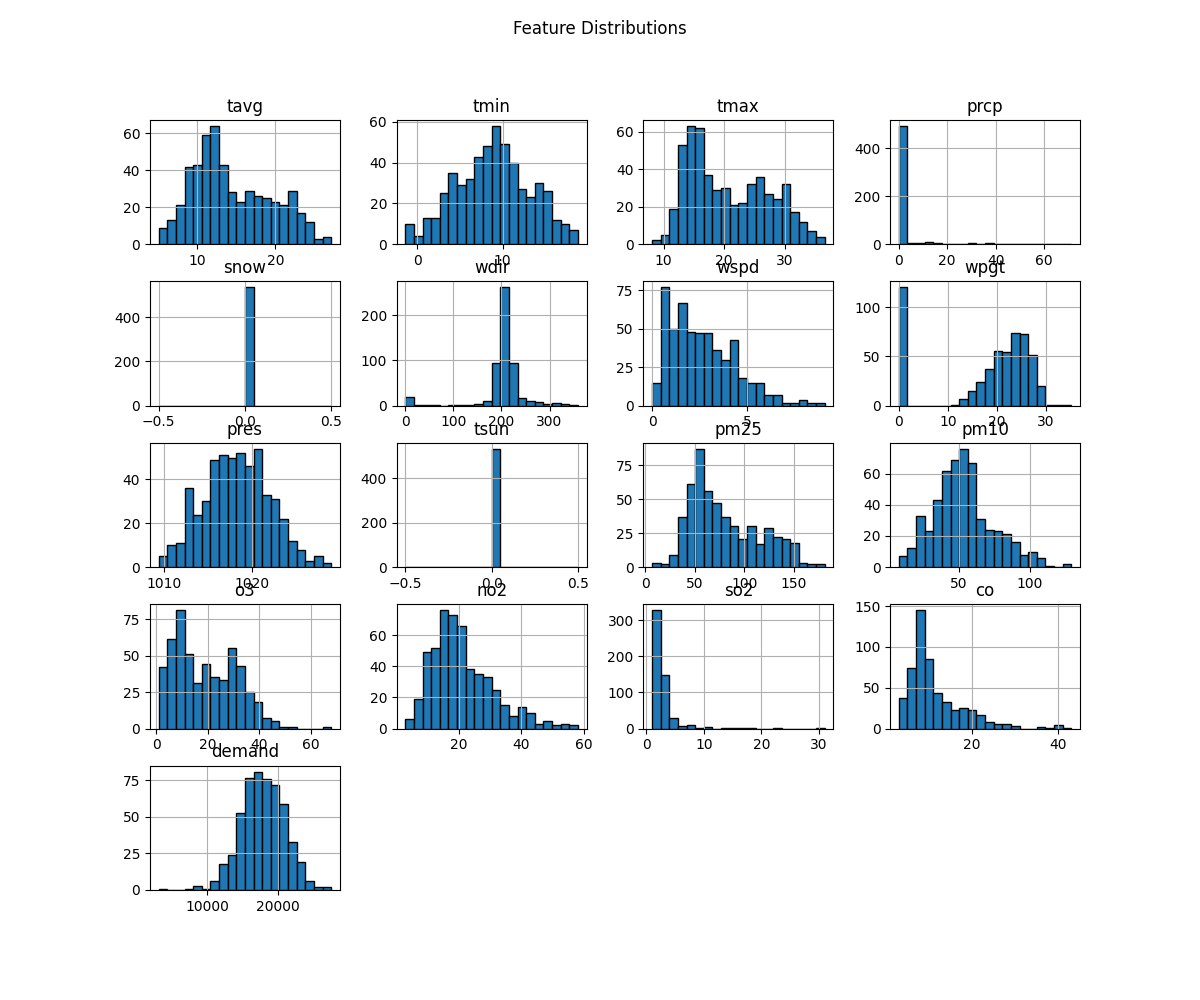 Feature Distributions
tavg tmin tmax prcp
60 60 60 400
40 40 40
20 20 20 200
0 0 0 0
10 20 0 10 10 20 30 0 20 40 60
snow wdir wspd wpgt
400 200 75 100
200 100 50 50
25
0 0 0 0
−0.5 0.0 0.5 0 100 200 300 0 5 0 10 20 30
pres tsun pm25 pm10
40 400 75 60
20 200 50 40
25 20
0 0 0 0
1010 1020 −0.5 0.0 0.5 0 50 100 150 50 100
o3 no2 so2 co
75 60 300 150
50 40 200 100
25 20 100 50
0 0 0 0
0 20 40 60 20 40 60 0 10 20 30 20 40
demand
75
50
25
0
10000 20000